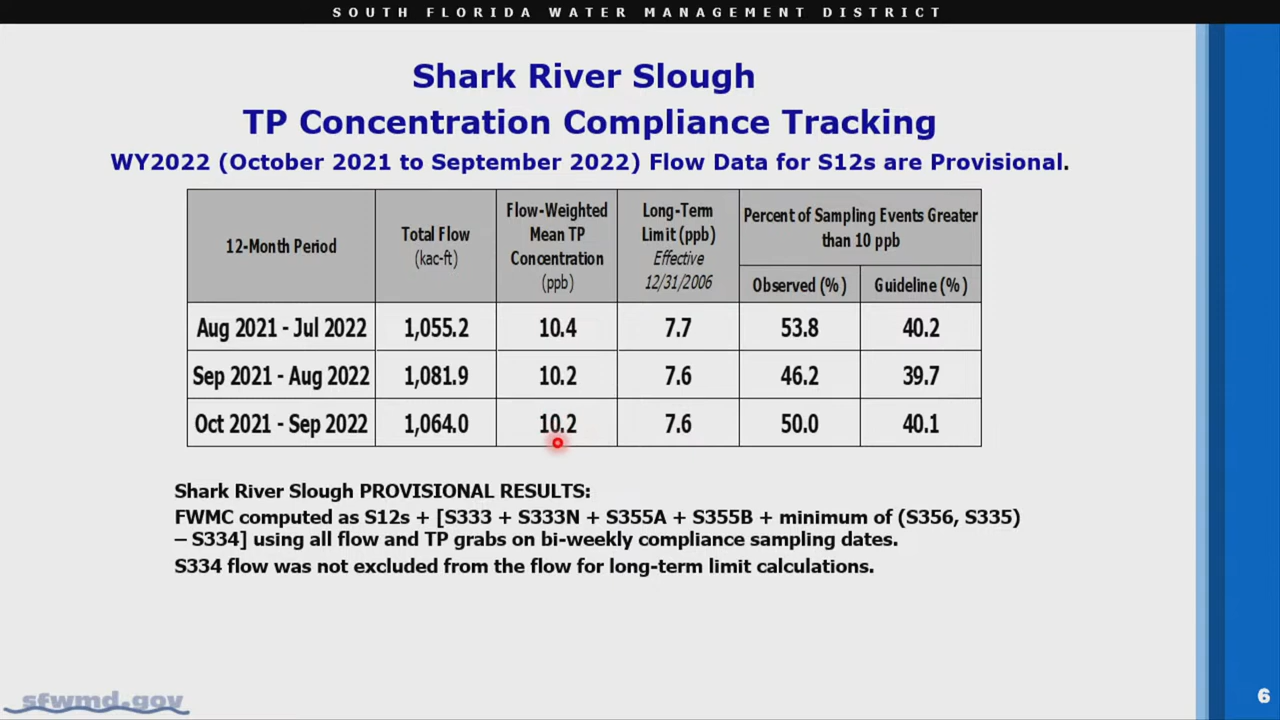 SOUTH FLORIDA WATER MANAGEMENT DISTRICT
Shark River Slough
TP Concentration Compliance Tracking
WY2022 (October 2021 to September 2022) Flow Data for S12s are Provisional.
12-Month Period
Total Flow
(kac-ft)
Flow-Weighted
Mean TP
Concentration
(ppb)
Long-Term
Limit (ppb)
Effective
12/31/2006
Percent of Sampling Events Greater
than 10 ppb
Observed (%)
Guideline (%)
Aug 2021 - Jul 2022 1,055.2 10.4 7.7 53.8 40.2
Sep 2021 - Aug 2022 1,081.9 10.2 7.6 46.2 39.7
Oct 2021 - Sep 2022 1,064.0 10.2 7.6 50.0 40.1
Shark River Slough PROVISIONAL RESULTS:
FWMC computed as S12s + [S333 + S333N + S355A + S355B + minimum of (S356, S335)
– S334] using all flow and TP grabs on bi-weekly compliance sampling dates.
S334 flow was not excluded from the flow for long-term limit calculations.
sfwmd.gov
6